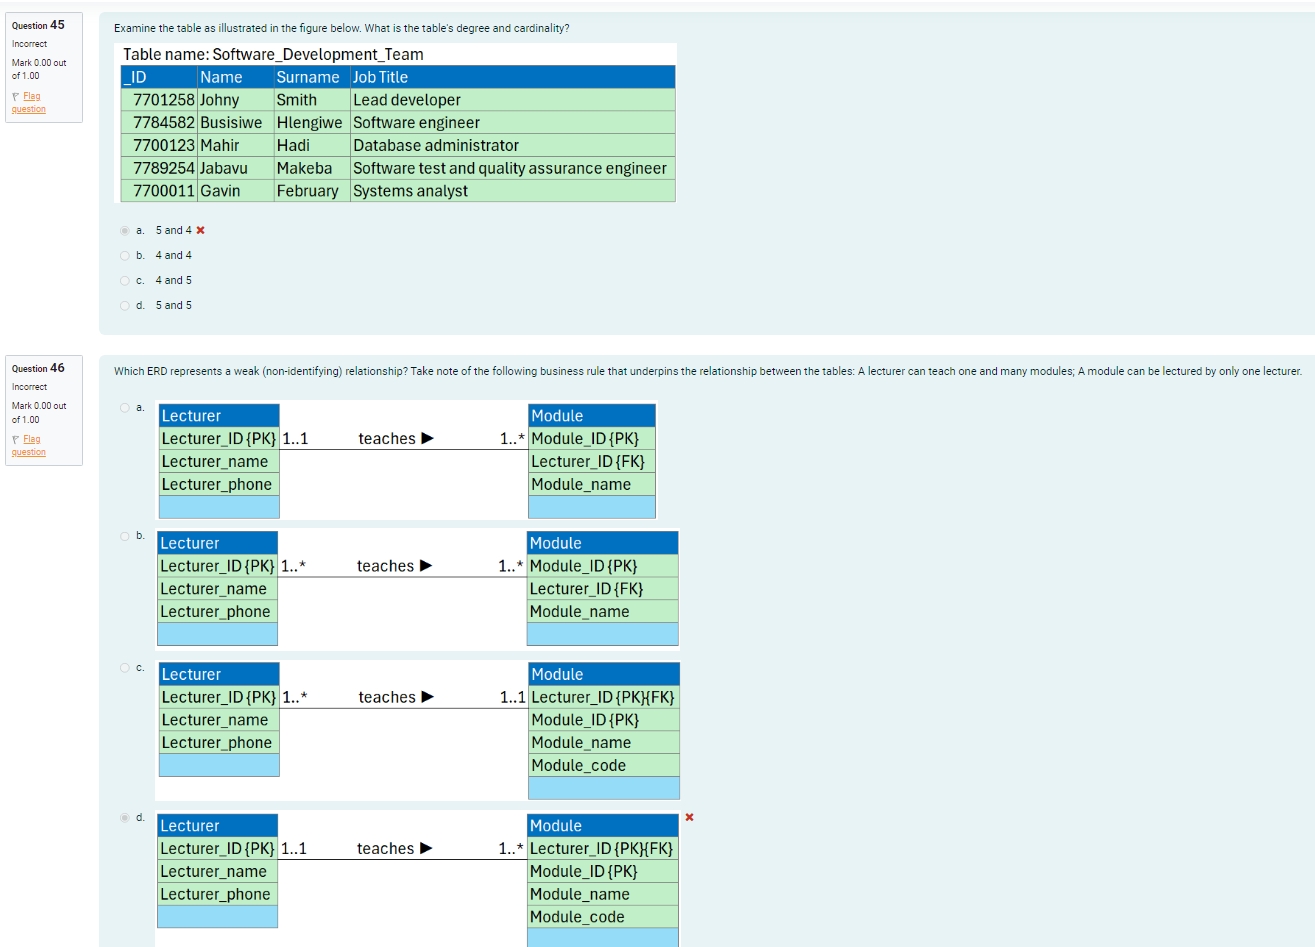 Question 45
Incorrect
Mark 0.00 out
of 1.00
Flag
question
Examine the table as illustrated in the figure below. What is the table's degree and cardinality?
Table name: Software_Development_Team
_ID Name Surname Job Title
7701258 Johny Smith Lead developer
7784582 Busisiwe Hlengiwe Software engineer
7700123 Mahir Hadi Database administrator
7789254 Jabavu Makeba Software test and quality assurance engineer
7700011 Gavin February Systems analyst
a. 5 and 4
b. 4 and 4
c. 4 and 5
d. 5 and 5
Question 46
Incorrect
Mark 0.00 out
of 1.00
Flag
question
Which ERD represents a weak (non-identifying) relationship? Take note of the following business rule that underpins the relationship between the tables: A lecturer can teach one and many modules; A module can be lectured by only one lecturer.
a.
Lecturer Module
Lecturer_ID {PK} 1..1 teaches ▶ 1..* Module_ID {PK}
Lecturer_name Lecturer_ID {FK}
Lecturer_phone Module_name
b.
Lecturer Module
Lecturer_ID {PK} 1..* teaches ▶ 1..* Module_ID {PK}
Lecturer_name Lecturer_ID {FK}
Lecturer_phone Module_name
c.
Lecturer Module
Lecturer_ID {PK} 1..* teaches ▶ 1..1 Lecturer_ID {PK}{FK}
Lecturer_name Module_ID {PK}
Lecturer_phone Module_name
Module_code
d.
Lecturer Module
Lecturer_ID {PK} 1..1 teaches ▶ 1..* Lecturer_ID {PK}{FK}
Lecturer_name Module_ID {PK}
Lecturer_phone Module_name
Module_code